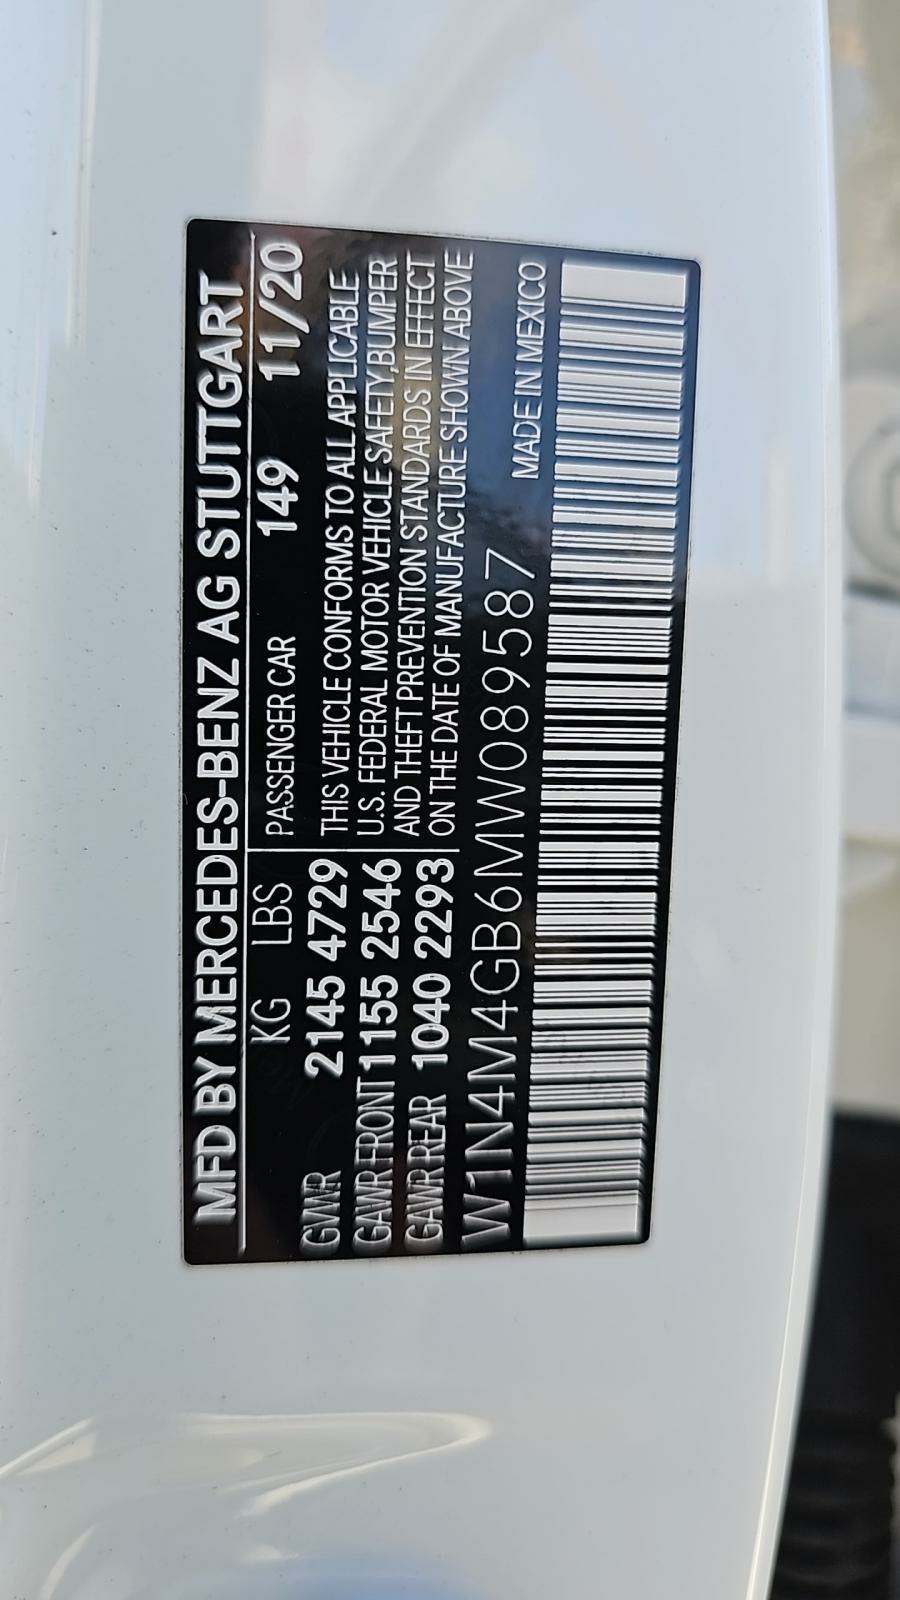 MFD BY MERCEDES-BENZ AG STUTTGART
KG LBS PASSENGER CAR 149 11/20
GVWR 2145 4729 THIS VEHICLE CONFORMS TO ALL APPLICABLE
GAWR FRONT 1155 2546 U.S. FEDERAL MOTOR VEHICLE SAFETY,BUMPER
GAWR REAR 1040 2293 AND THEFT PREVENTION STANDARDS IN EFFECT
ON THE DATE OF MANUFACTURE SHOWN ABOVE
W1N4M4GB6MW089587 MADE IN MEXICO